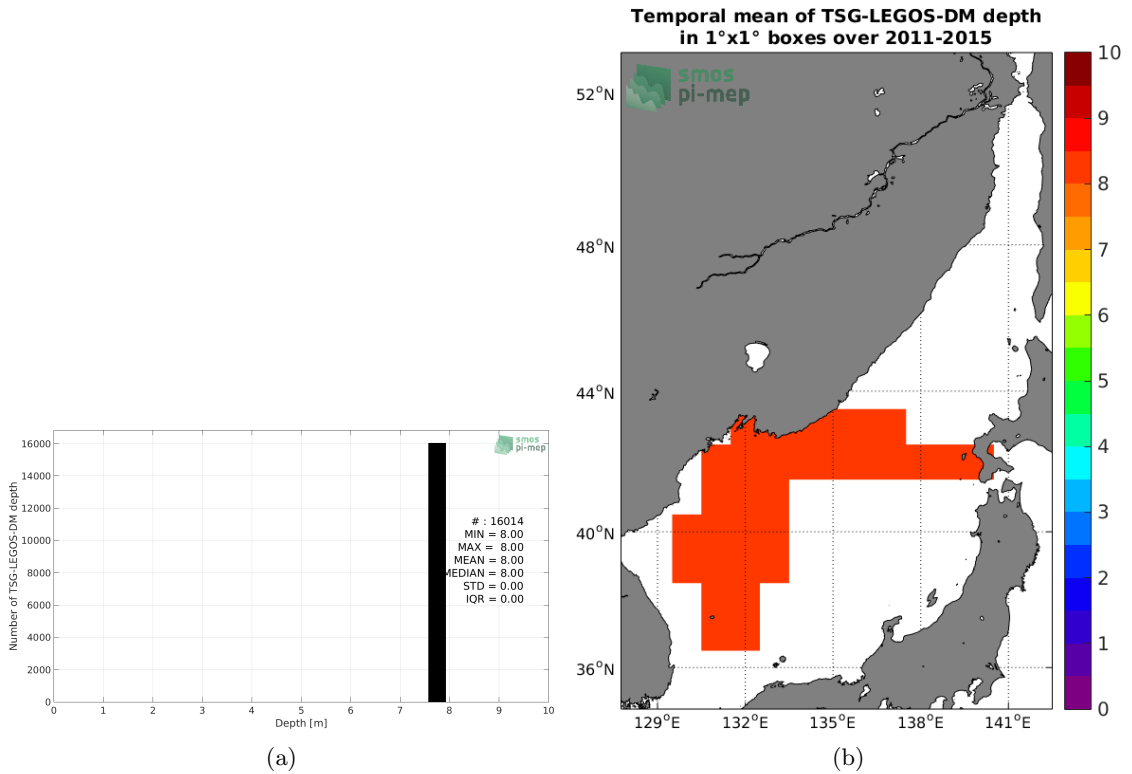 Temporal mean of TSG-LEGOS-DM depth
in 1°x1° boxes over 2011-2015
smos
pi-mep
52°N
48°N
44°N
40°N
36°N
129°E
132°E
135°E
138°E
141°E
10
9
8
7
6
5
4
3
2
1
0
(b)
smos
pi-mep
Number of TSG-LEGOS-DM depth
16000
14000
12000
10000
8000
6000
4000
2000
0
# : 16014
MIN = 8.00
MAX = 8.00
MEAN = 8.00
MEDIAN = 8.00
STD = 0.00
IQR = 0.00
0 1 2 3 4 5 6 7 8 9 10
Depth [m]
(a)